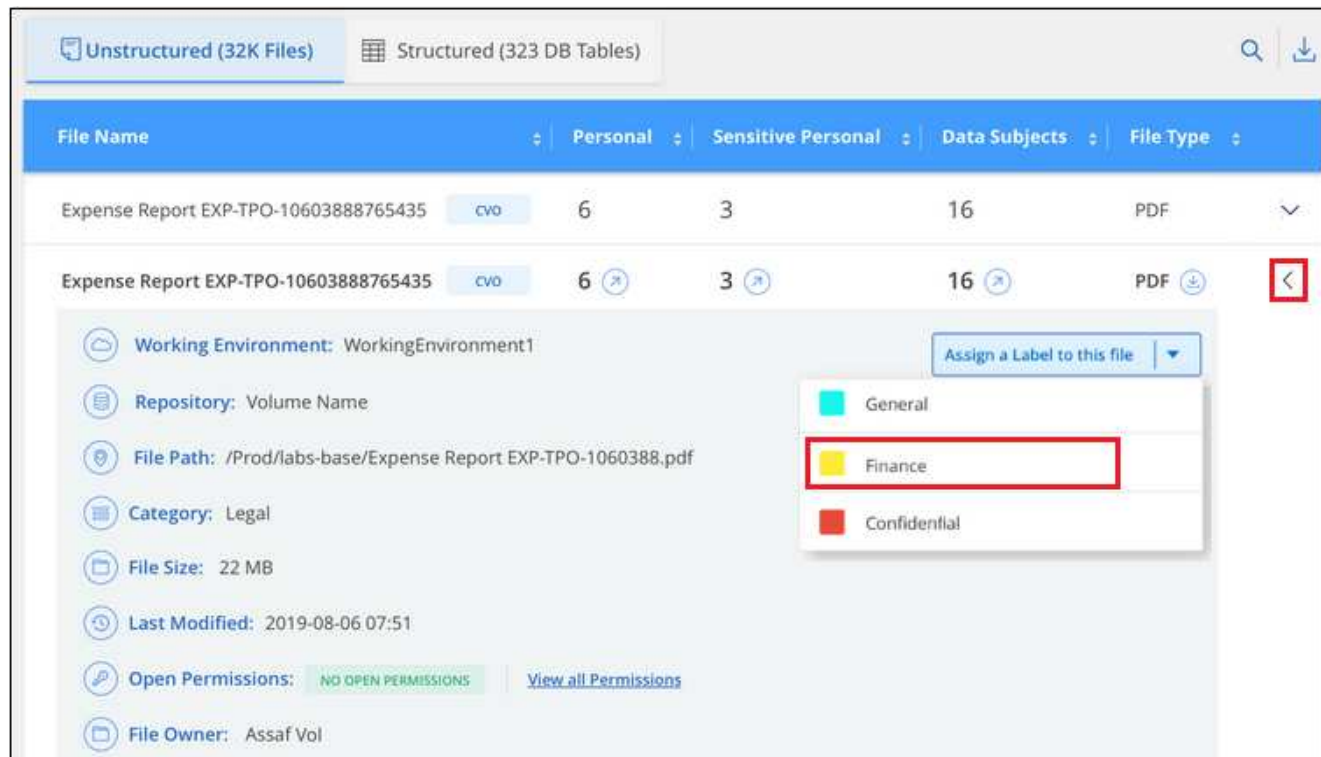 Unstructured (32K Files) Structured (323 DB Tables)
File Name Personal Sensitive Personal Data Subjects File Type
Expense Report EXP-TPO-10603888765435 CVO 6 3 16 PDF
Expense Report EXP-TPO-10603888765435 CVO 6 3 16 PDF
Working Environment: WorkingEnvironment1
Assign a Label to this file
Repository: Volume Name
General
File Path: /Prod/labs-base/Expense Report EXP-TPO-1060388.pdf
Finance
Category: Legal
Confidential
File Size: 22 MB
Last Modified: 2019-08-06 07:51
Open Permissions: NO OPEN PERMISSIONS View all Permissions
File Owner: Assaf Vol